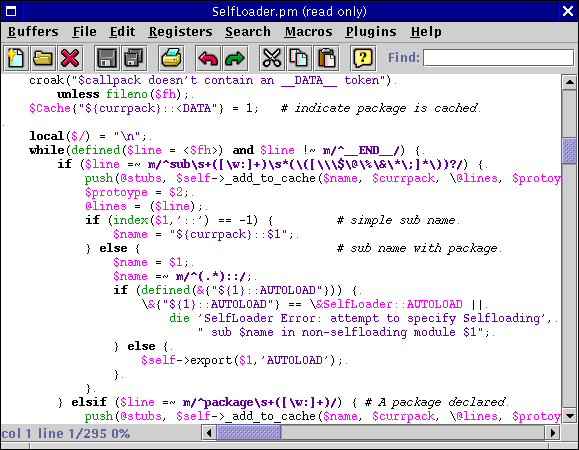 SelfLoader.pm (read only)
Buffers File Edit Registers Search Macros Plugins Help
Find:
croak("$callpack doesn't contain an __DATA__ token").
unless fileno($fh);.
$Cache{"${currpack}::<DATA"} = 1;   # indicate package is cached.
.
local($/) = "\n";.
while(defined($line = <$fh>) and $line !~ m/^__END__/) {.
if ($line =~ m/^sub\s+([\w:]+)\s*(\([\\\$\@\%\&\*\;]*\))?/) {.
push(@stubs, $self->_add_to_cache($name, $currpack, \@lines, $protoy
$protoype = $2;.
@lines = ($line);.
if (index($1,'::') == -1) {         # simple sub name.
$name = "${currpack}::$1";.
} else {                            # sub name with package.
$name = $1;.
$name =~ m/^(.*)::/;.
if (defined(&{"${1}::AUTOLOAD"})) {.
\&{"${1}::AUTOLOAD"} == \&SelfLoader::AUTOLOAD ||.
die 'SelfLoader Error: attempt to specify Selfloading',.
" sub $name in non-selfloading module $1";.
} else {.
$self->export($1,'AUTOLOAD');.
}.
}.
} elsif ($line =~ m/^package\s+([\w:]+)/) { # A package declared.
push(@stubs, $self->_add_to_cache($name, $currpack, \@lines, $protoy
col 1 line 1/295 0%